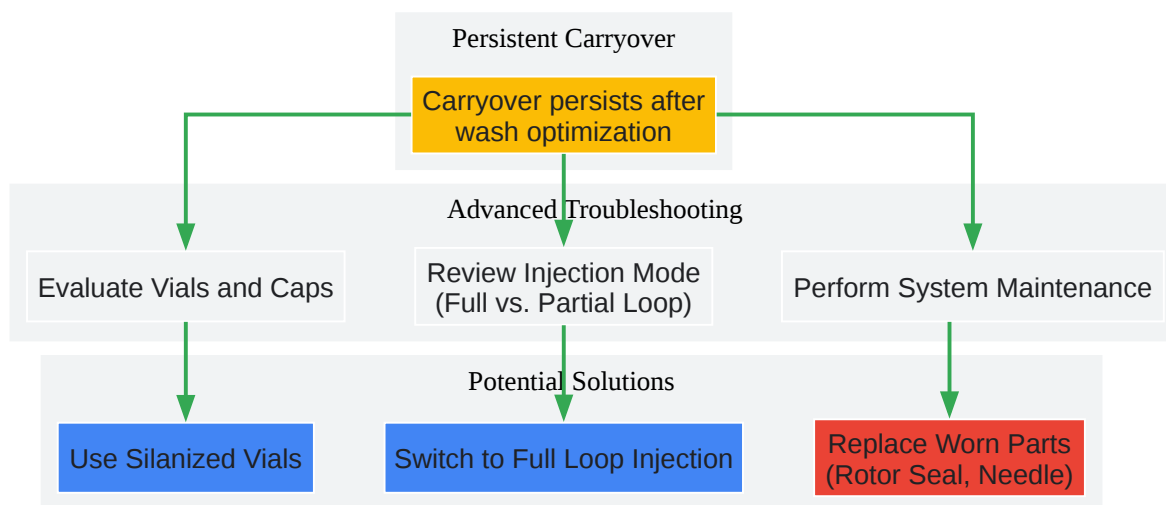 Persistent Carryover
Carryover persists after
wash optimization
Advanced Troubleshooting
Evaluate Vials and Caps
Review Injection Mode
(Full vs. Partial Loop)
Perform System Maintenance
Potential Solutions
Use Silanized Vials
Switch to Full Loop Injection
Replace Worn Parts
(Rotor Seal, Needle)